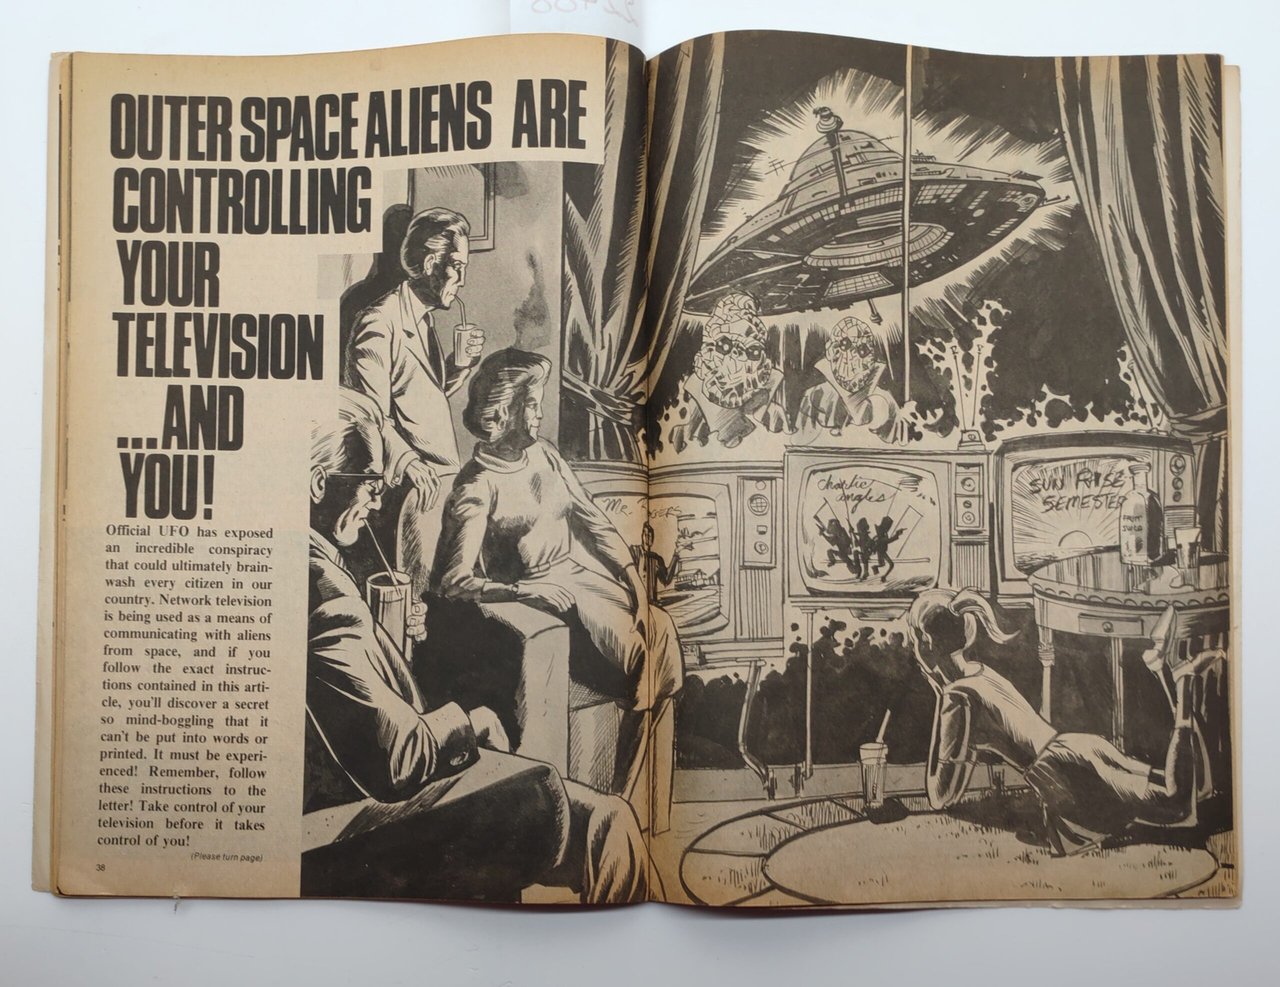 OUTER SPACE ALIENS ARE
CONTROLLING
YOUR
TELEVISION
...AND
YOU!
Official UFO has exposed
an incredible conspiracy
that could ultimately brain-
wash every citizen in our
country. Network television
is being used as a means of
communicating with aliens
from space, and if you
follow the exact instruc-
tions contained in this arti-
cle, you'll discover a secret
so mind-boggling that it
can't be put into words or
printed. It must be experi-
enced! Remember, follow
these instructions to the
letter! Take control of your
television before it takes
control of you!
(Please turn page)
38
MR. ROGERS
Charlie
angles
SUN RISE
SEMESTER